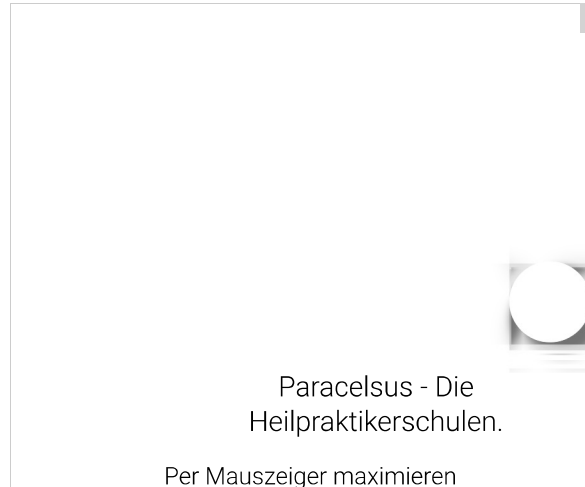 Paracelsus - Die
Heilpraktikerschulen.
Per Mauszeiger maximieren